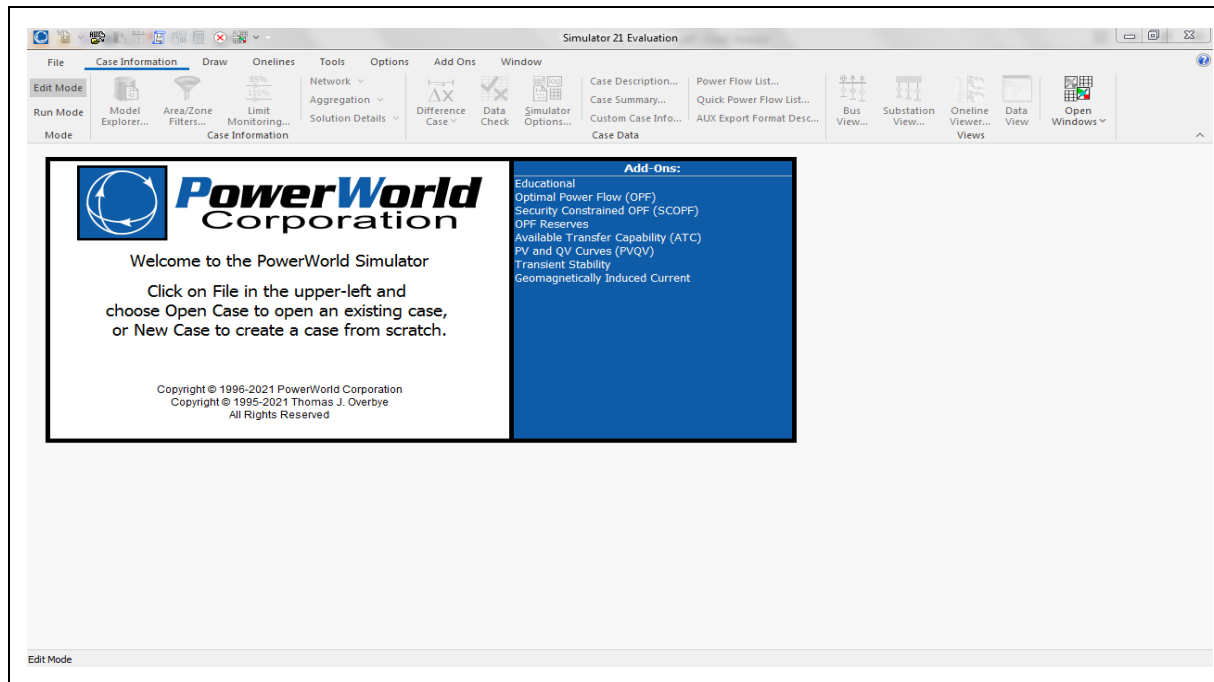 Simulator 21 Evaluation
File Case Information Draw Onelines Tools Options Add Ons Window
Edit Mode
Run Mode
Mode
Model Explorer...
Area/Zone Filters...
85%
110%
Limit Monitoring...
Case Information
Network
Aggregation
Solution Details
ΔX
Difference Case
Data Check
Simulator Options...
Case Description...
Case Summary...
Custom Case Info...
Power Flow List...
Quick Power Flow List...
AUX Export Format Desc...
Case Data
Bus View...
Substation View...
Oneline Viewer...
Data View
Open Windows
Views
PowerWorld
Corporation
Welcome to the PowerWorld Simulator
Click on File in the upper-left and
choose Open Case to open an existing case,
or New Case to create a case from scratch.
Copyright © 1996-2021 PowerWorld Corporation
Copyright © 1995-2021 Thomas J. Overbye
All Rights Reserved
Add-Ons:
Educational
Optimal Power Flow (OPF)
Security Constrained OPF (SCOPF)
OPF Reserves
Available Transfer Capability (ATC)
PV and QV Curves (PVQV)
Transient Stability
Geomagnetically Induced Current
Edit Mode